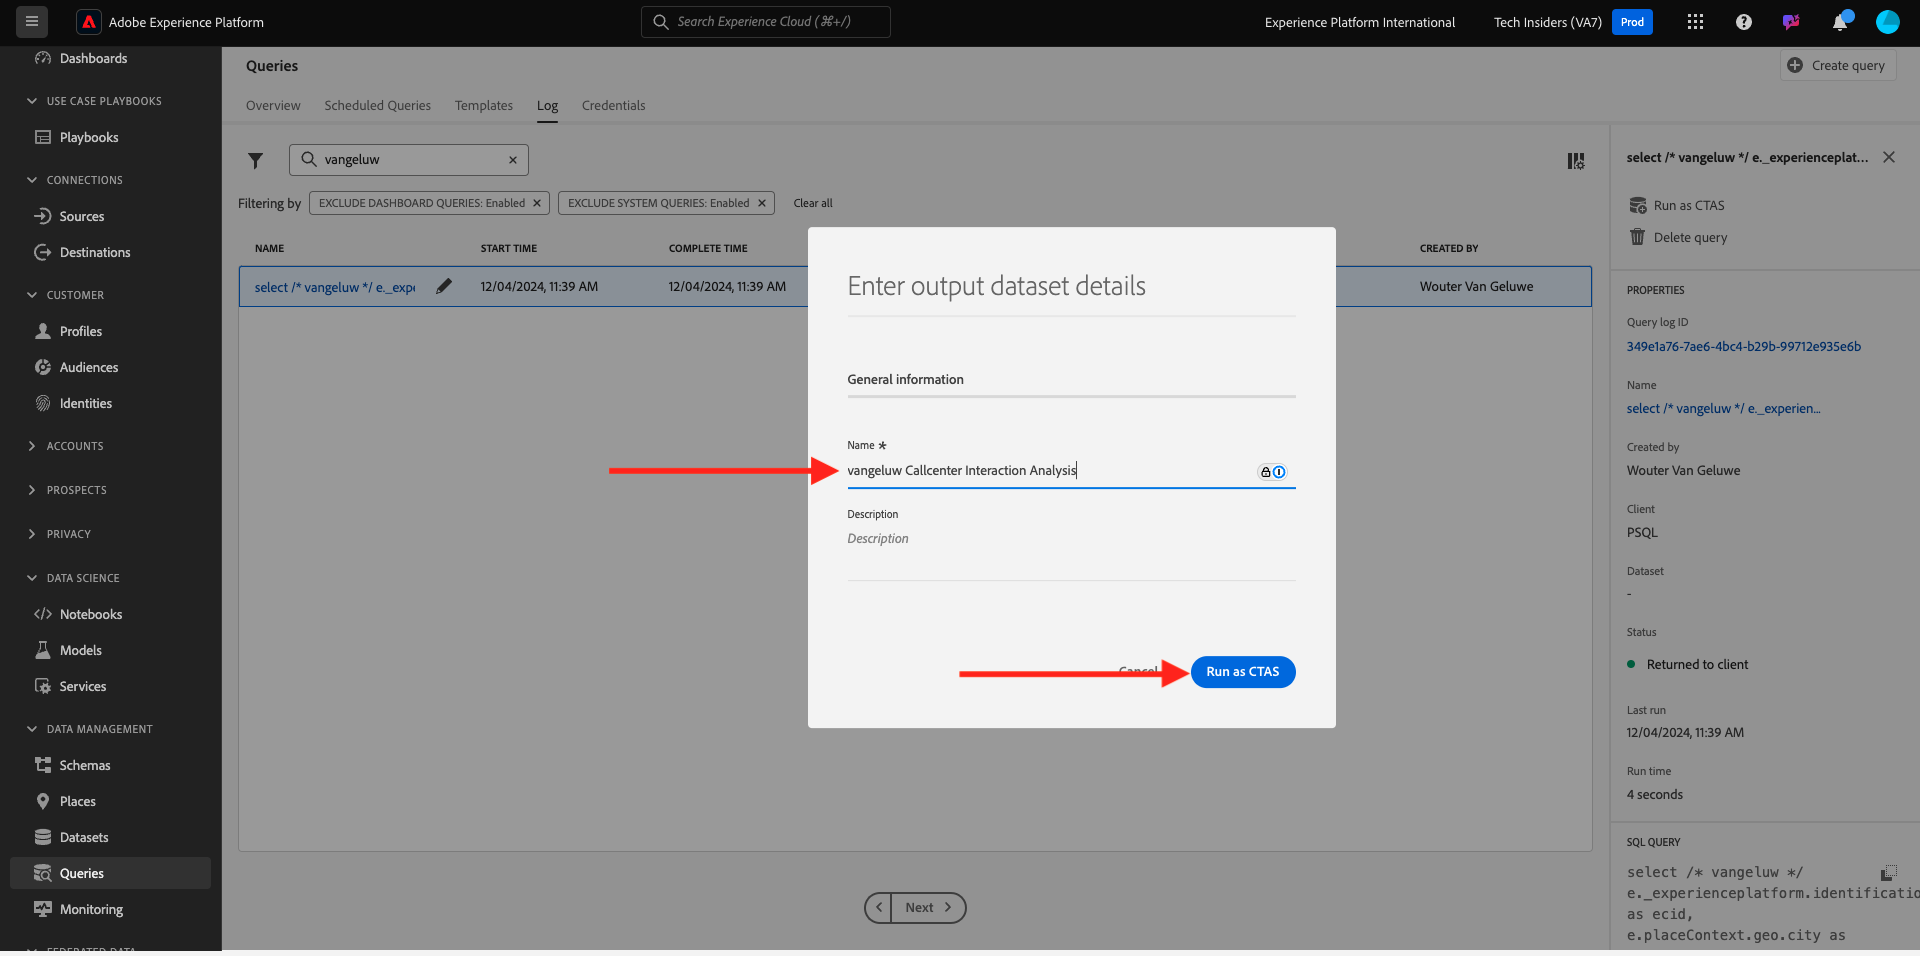 Adobe Experience Platform
Search Experience Cloud (⌘+/)
Experience Platform International
Tech Insiders (VA7)
Prod
Dashboards
USE CASE PLAYBOOKS
Playbooks
CONNECTIONS
Sources
Destinations
CUSTOMER
Profiles
Audiences
Identities
ACCOUNTS
PROSPECTS
PRIVACY
DATA SCIENCE
Notebooks
Models
Services
DATA MANAGEMENT
Schemas
Places
Datasets
Queries
Monitoring
FEDERATED DATA
Queries
Create query
Overview
Scheduled Queries
Templates
Log
Credentials
vangeluw
Filtering by
EXCLUDE DASHBOARD QUERIES: Enabled
EXCLUDE SYSTEM QUERIES: Enabled
Clear all
NAME
START TIME
COMPLETE TIME
CREATED BY
select /* vangeluw */ e._expe
12/04/2024, 11:39 AM
12/04/2024, 11:39 AM
Wouter Van Geluwe
Next
Enter output dataset details
General information
Name *
vangeluw Callcenter Interaction Analysis
Description
Description
Cancel
Run as CTAS
select /* vangeluw */ e._experienceplat...
Run as CTAS
Delete query
PROPERTIES
Query log ID
349e1a76-7ae6-4bc4-b29b-99712e935e6b
Name
select /* vangeluw */ e._experien...
Created by
Wouter Van Geluwe
Client
PSQL
Dataset
-
Status
Returned to client
Last run
12/04/2024, 11:39 AM
Run time
4 seconds
SQL QUERY
select /* vangeluw */
e._experienceplatform.identificatio
as ecid,
e.placeContext.geo.city as